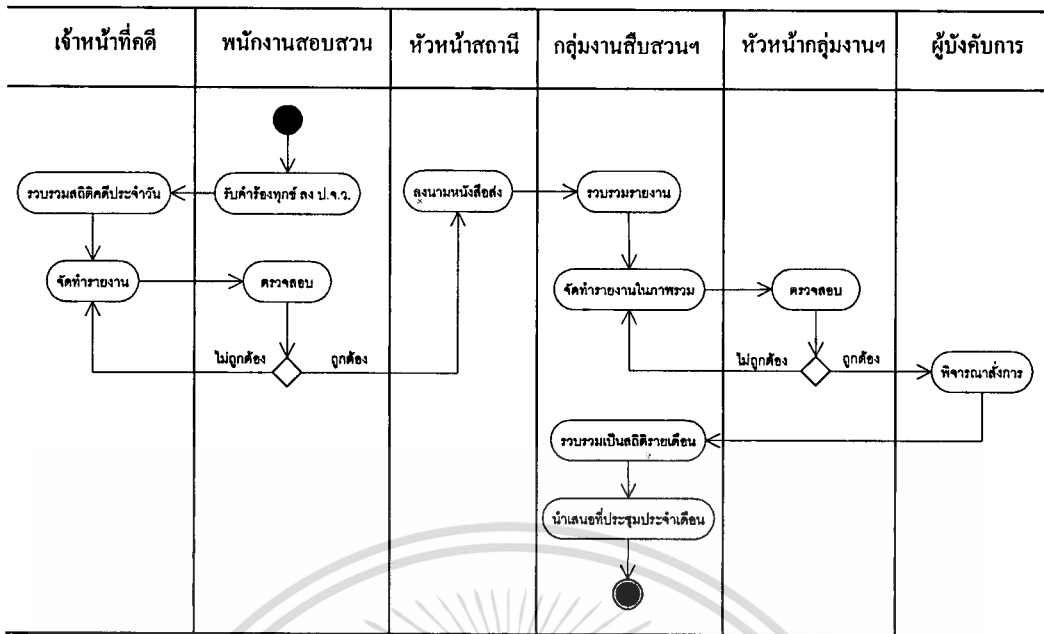 เจ้าหน้าที่คดี พนักงานสอบสวน หัวหน้าสถานี กลุ่มงานสืบสวนฯ หัวหน้ากลุ่มงานฯ ผู้บังคับการ
รวบรวมสถิติคดีประจำวัน รับคำร้องทุกข์ ลง ป.จ.ว. ลงนามหนังสือส่ง รวบรวมรายงาน
จัดทำรายงาน ตรวจสอบ จัดทำรายงานในภาพรวม ตรวจสอบ
ไม่ถูกต้อง ถูกต้อง ไม่ถูกต้อง ถูกต้อง
พิจารณาสั่งการ
รวบรวมเป็นสถิติรายเดือน
นำเสนอที่ประชุมประจำเดือน